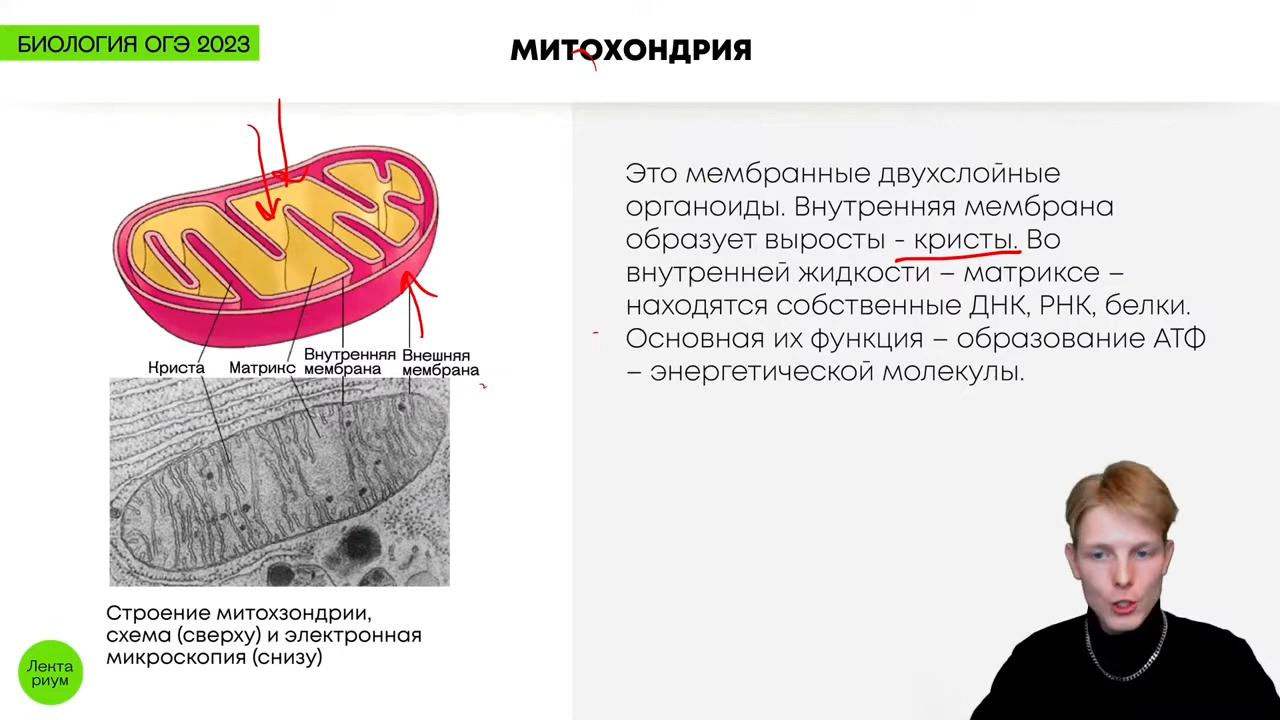 БИОЛОГИЯ ОГЭ 2023
МИТОХОНДРИЯ
Это мембранные двухслойные
органоиды. Внутренняя мембрана
образует выросты - кристы. Во
внутренней жидкости – матриксе –
находятся собственные ДНК, РНК, белки.
Основная их функция – образование АТФ
– энергетической молекулы.
Криста
Матрикс
Внутренняя
мембрана
Внешняя
мембрана
Строение митохзондрии,
схема (сверху) и электронная
микроскопия (снизу)
Лекта
риум